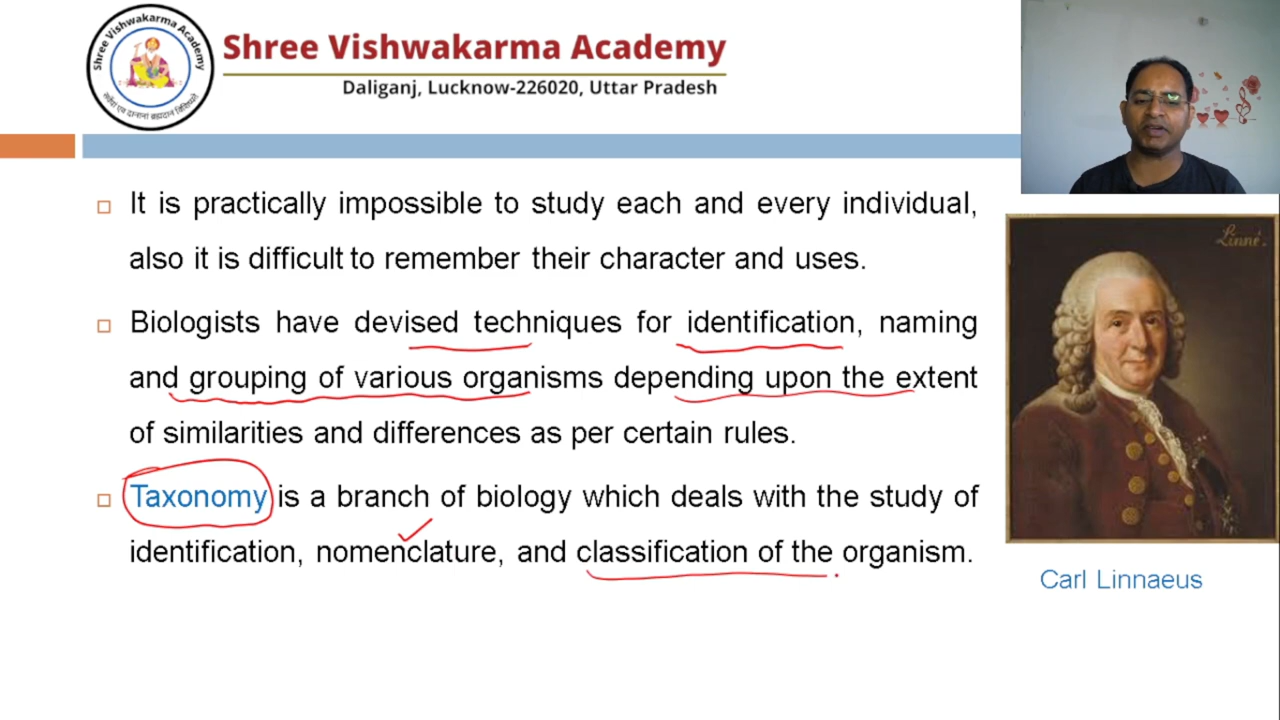 Shree Vishwakarma Academy
Shree Vishwakarma Academy
Daliganj, Lucknow-226020, Uttar Pradesh
Linné.
It is practically impossible to study each and every individual,
also it is difficult to remember their character and uses.
Biologists have devised techniques for identification, naming
and grouping of various organisms depending upon the extent
of similarities and differences as per certain rules.
Taxonomy is a branch of biology which deals with the study of
identification, nomenclature, and classification of the organism.
Carl Linnaeus